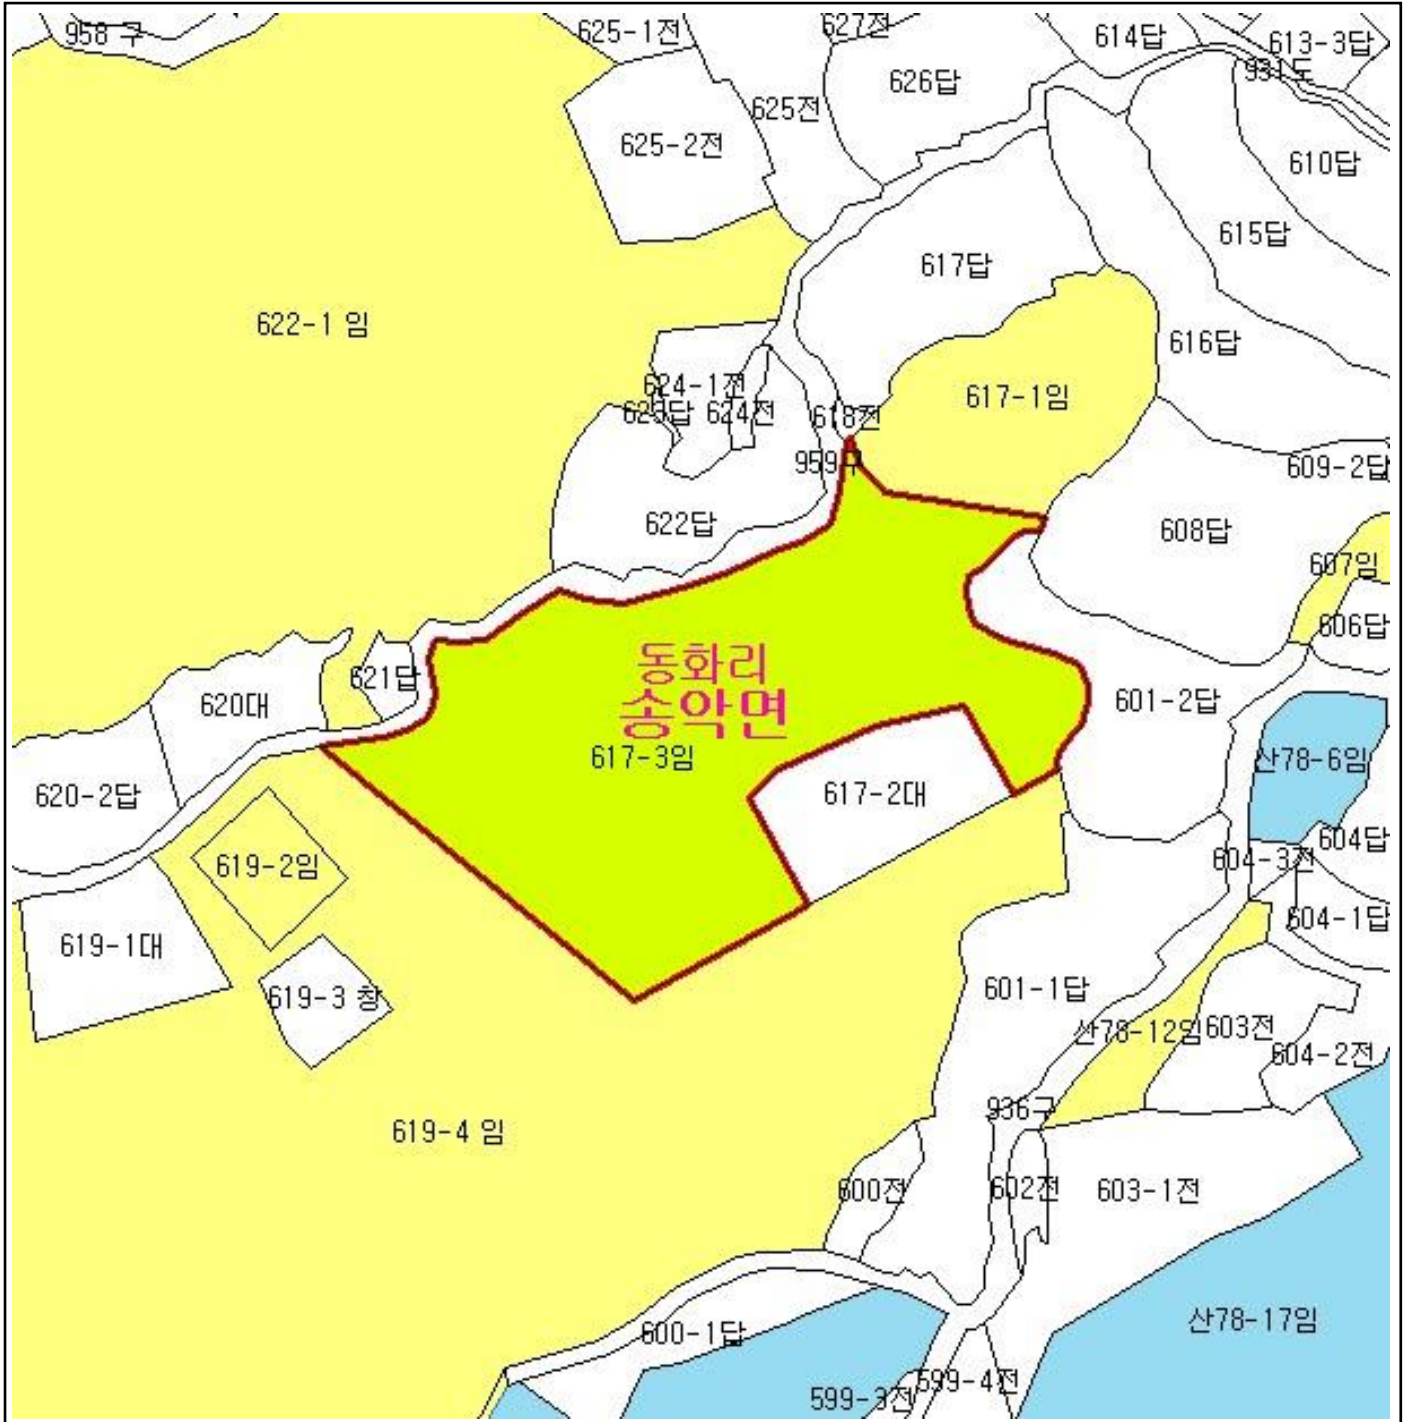 958 구
625-1전
627전
614답
613-3답
931도
626답
625전
625-2전
610답
615답
617답
622-1 임
616답
624-1전
617-1임
623답
624전
618전
959구
609-2답
622답
608답
607임
606답
동화리
송악면
621답
620대
601-2답
617-3임
산78-6임
620-2답
617-2대
604답
604-3전
619-2임
604-1답
619-1대
601-1답
619-3 창
산78-12임
603전
604-2전
936구
619-4 임
600전
602전
603-1전
산78-17임
600-1답
599-4전
599-3전